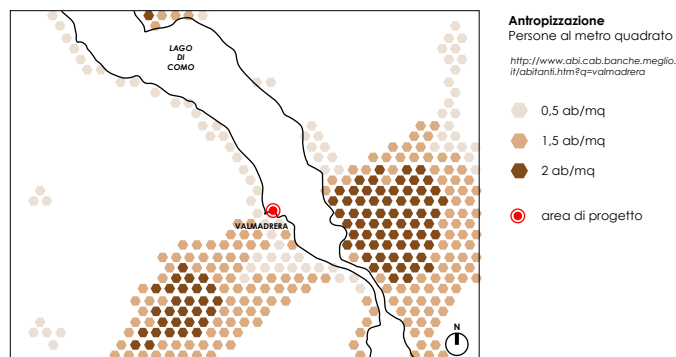 LAGO
DI
COMO
VALMADRERA
N
Antropizzazione
Persone al metro quadrato
http://www.abi.cab.banche.meglio.
it/abitanti.htm?q=valmadrera
0,5 ab/mq
1,5 ab/mq
2 ab/mq
area di progetto